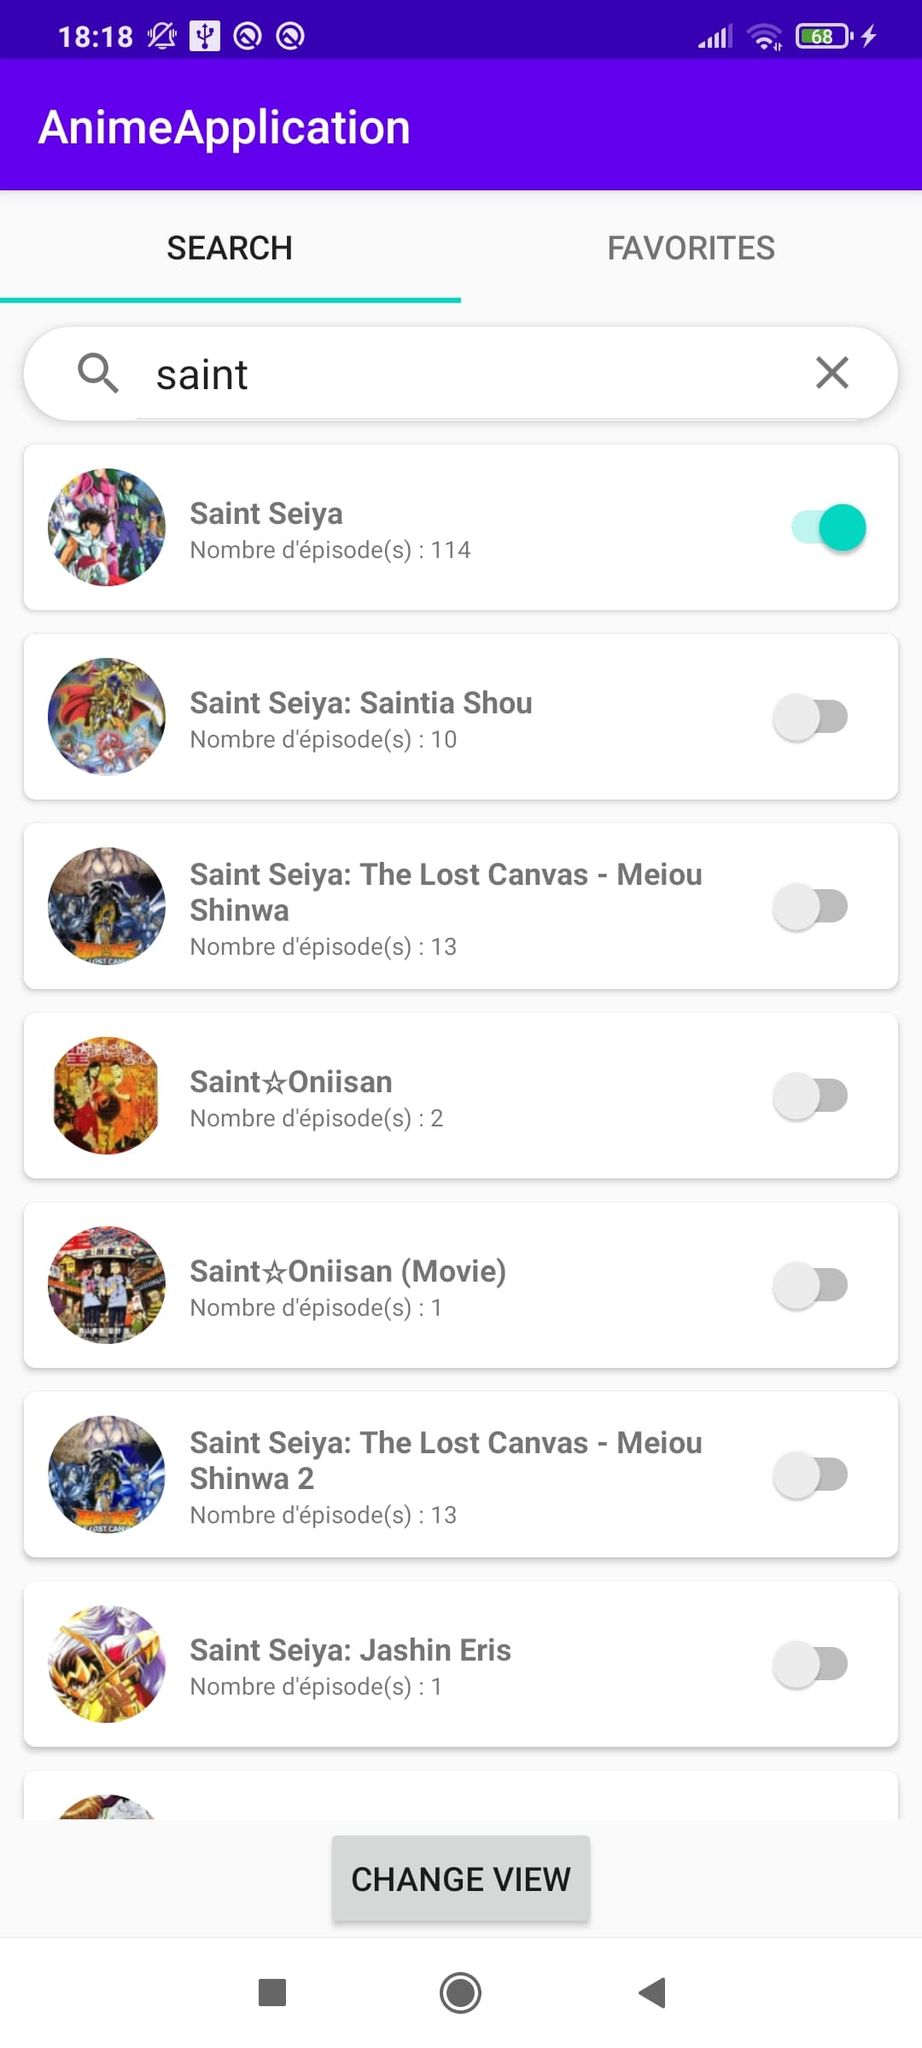 18:18
68
AnimeApplication
SEARCH
FAVORITES
saint
Saint Seiya
Nombre d'épisode(s) : 114
Saint Seiya: Saintia Shou
Nombre d'épisode(s) : 10
Saint Seiya: The Lost Canvas - Meiou
Shinwa
Nombre d'épisode(s) : 13
Saint☆Oniisan
Nombre d'épisode(s) : 2
Saint☆Oniisan (Movie)
Nombre d'épisode(s) : 1
Saint Seiya: The Lost Canvas - Meiou
Shinwa 2
Nombre d'épisode(s) : 13
Saint Seiya: Jashin Eris
Nombre d'épisode(s) : 1
CHANGE VIEW